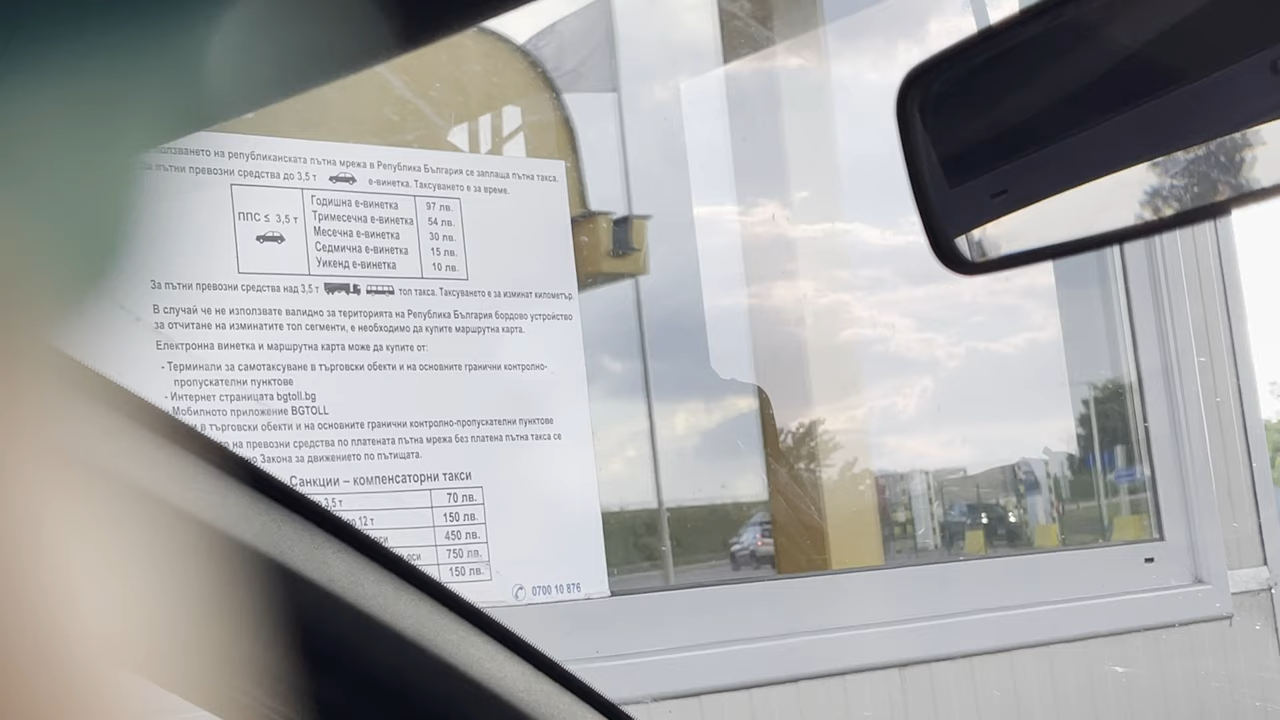 на републиканската пътна мрежа в Република България се заплаща пътна такса.
пътни превозни средства до 3,5 т е-винетка. Таксуването е за време.
ППС ≤ 3,5 т
Годишна е-винетка 97 лв.
Тримесечна е-винетка 54 лв.
Месечна е-винетка 30 лв.
Седмична е-винетка 15 лв.
Уикенд е-винетка 10 лв.
За пътни превозни средства над 3,5 т тол такса. Таксуването е за изминат километър.
В случай че не използвате валидно за територията на Република България бордово устройство
за отчитане на изминатите тол сегменти, е необходимо да купите маршрутна карта.
Електронна винетка и маршрутна карта може да купите от:
- Терминали за самотаксуване в търговски обекти и на основните гранични контролно-
пропускателни пунктове
- Интернет страницата bgtoll.bg
Мобилното приложение BGTOLL
в търговски обекти и на основните гранични контролно-пропускателни пунктове
на превозни средства по платената пътна мрежа без платена пътна такса се
Закона за движението по пътищата.
Санкции – компенсаторни такси
3,5 т 70 лв.
12 т 150 лв.
450 лв.
750 лв.
150 лв.
0700 10 876